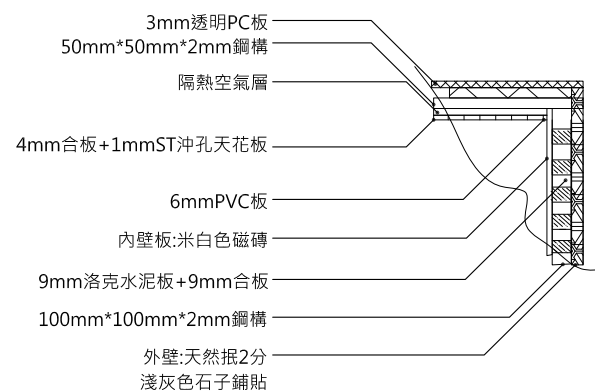 3mm透明PC板
50mm*50mm*2mm鋼構
隔熱空氣層
4mm合板+1mmST沖孔天花板
6mmPVC板
內壁板:米白色磁磚
9mm洛克水泥板+9mm合板
100mm*100mm*2mm鋼構
外壁:天然抿2分
淺灰色石子鋪貼